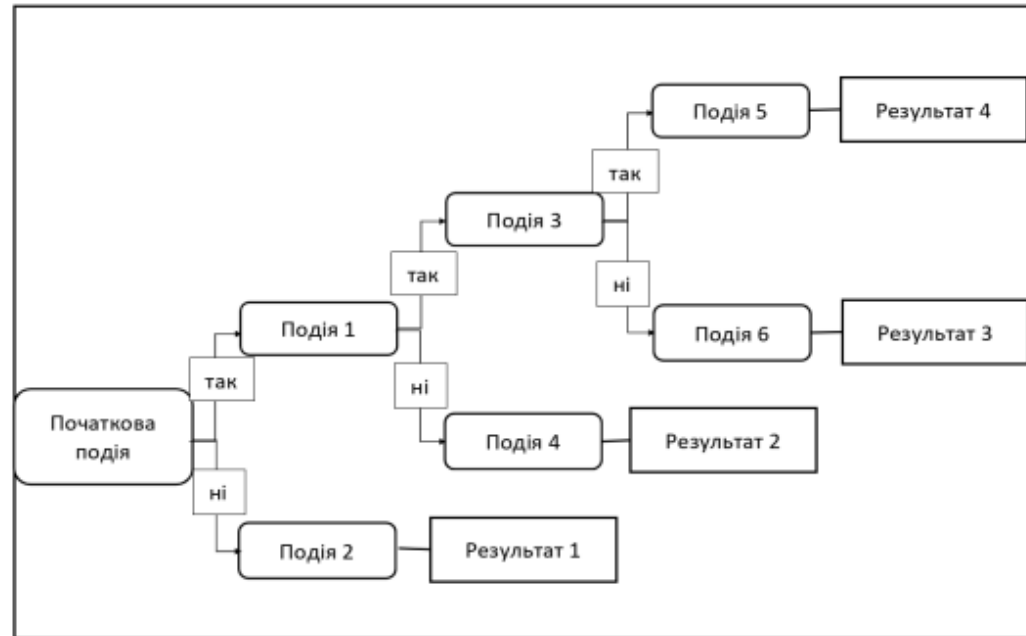 Подія 5
Результат 4
так
Подія 3
так
ні
Подія 1
Подія 6
Результат 3
так
ні
Початкова
подія
Подія 4
Результат 2
ні
Подія 2
Результат 1